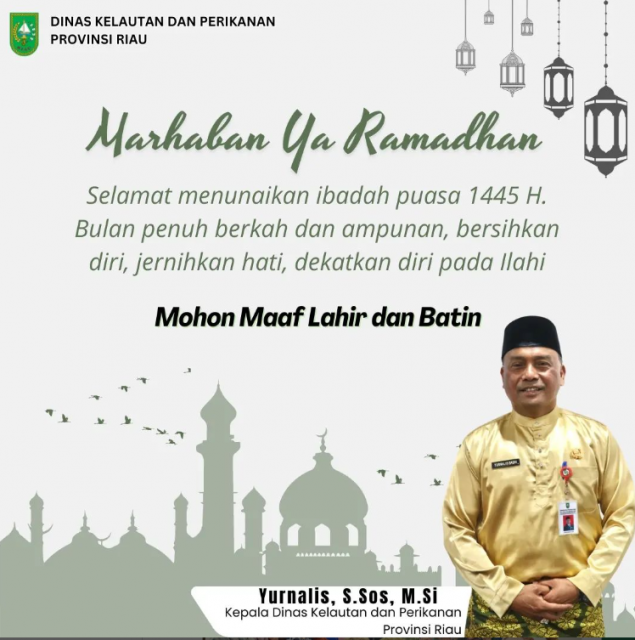 DINAS KELAUTAN DAN PERIKANAN
PROVINSI RIAU
Marhaban Ya Ramadhan
Selamat menunaikan ibadah puasa 1445 H.
Bulan penuh berkah dan ampunan, bersihkan
diri, jernihkan hati, dekatkan diri pada Ilahi
Mohon Maaf Lahir dan Batin
Yurnalis, S.Sos, M.Si
Kepala Dinas Kelautan dan Perikanan
Provinsi Riau